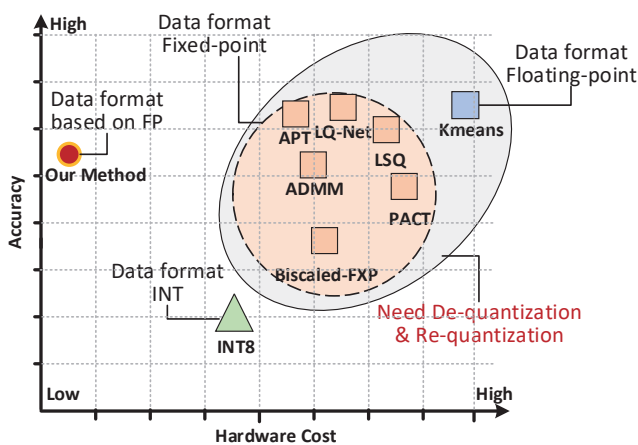 High
Data format
Fixed-point
Data format
Floating-point
Data format
based on FP
APT
LQ-Net
Kmeans
LSQ
Our Method
ADMM
PACT
Accuracy
Data format
INT
Biscaled-FXP
Need De-quantization
& Re-quantization
INT8
Low
High
Hardware Cost